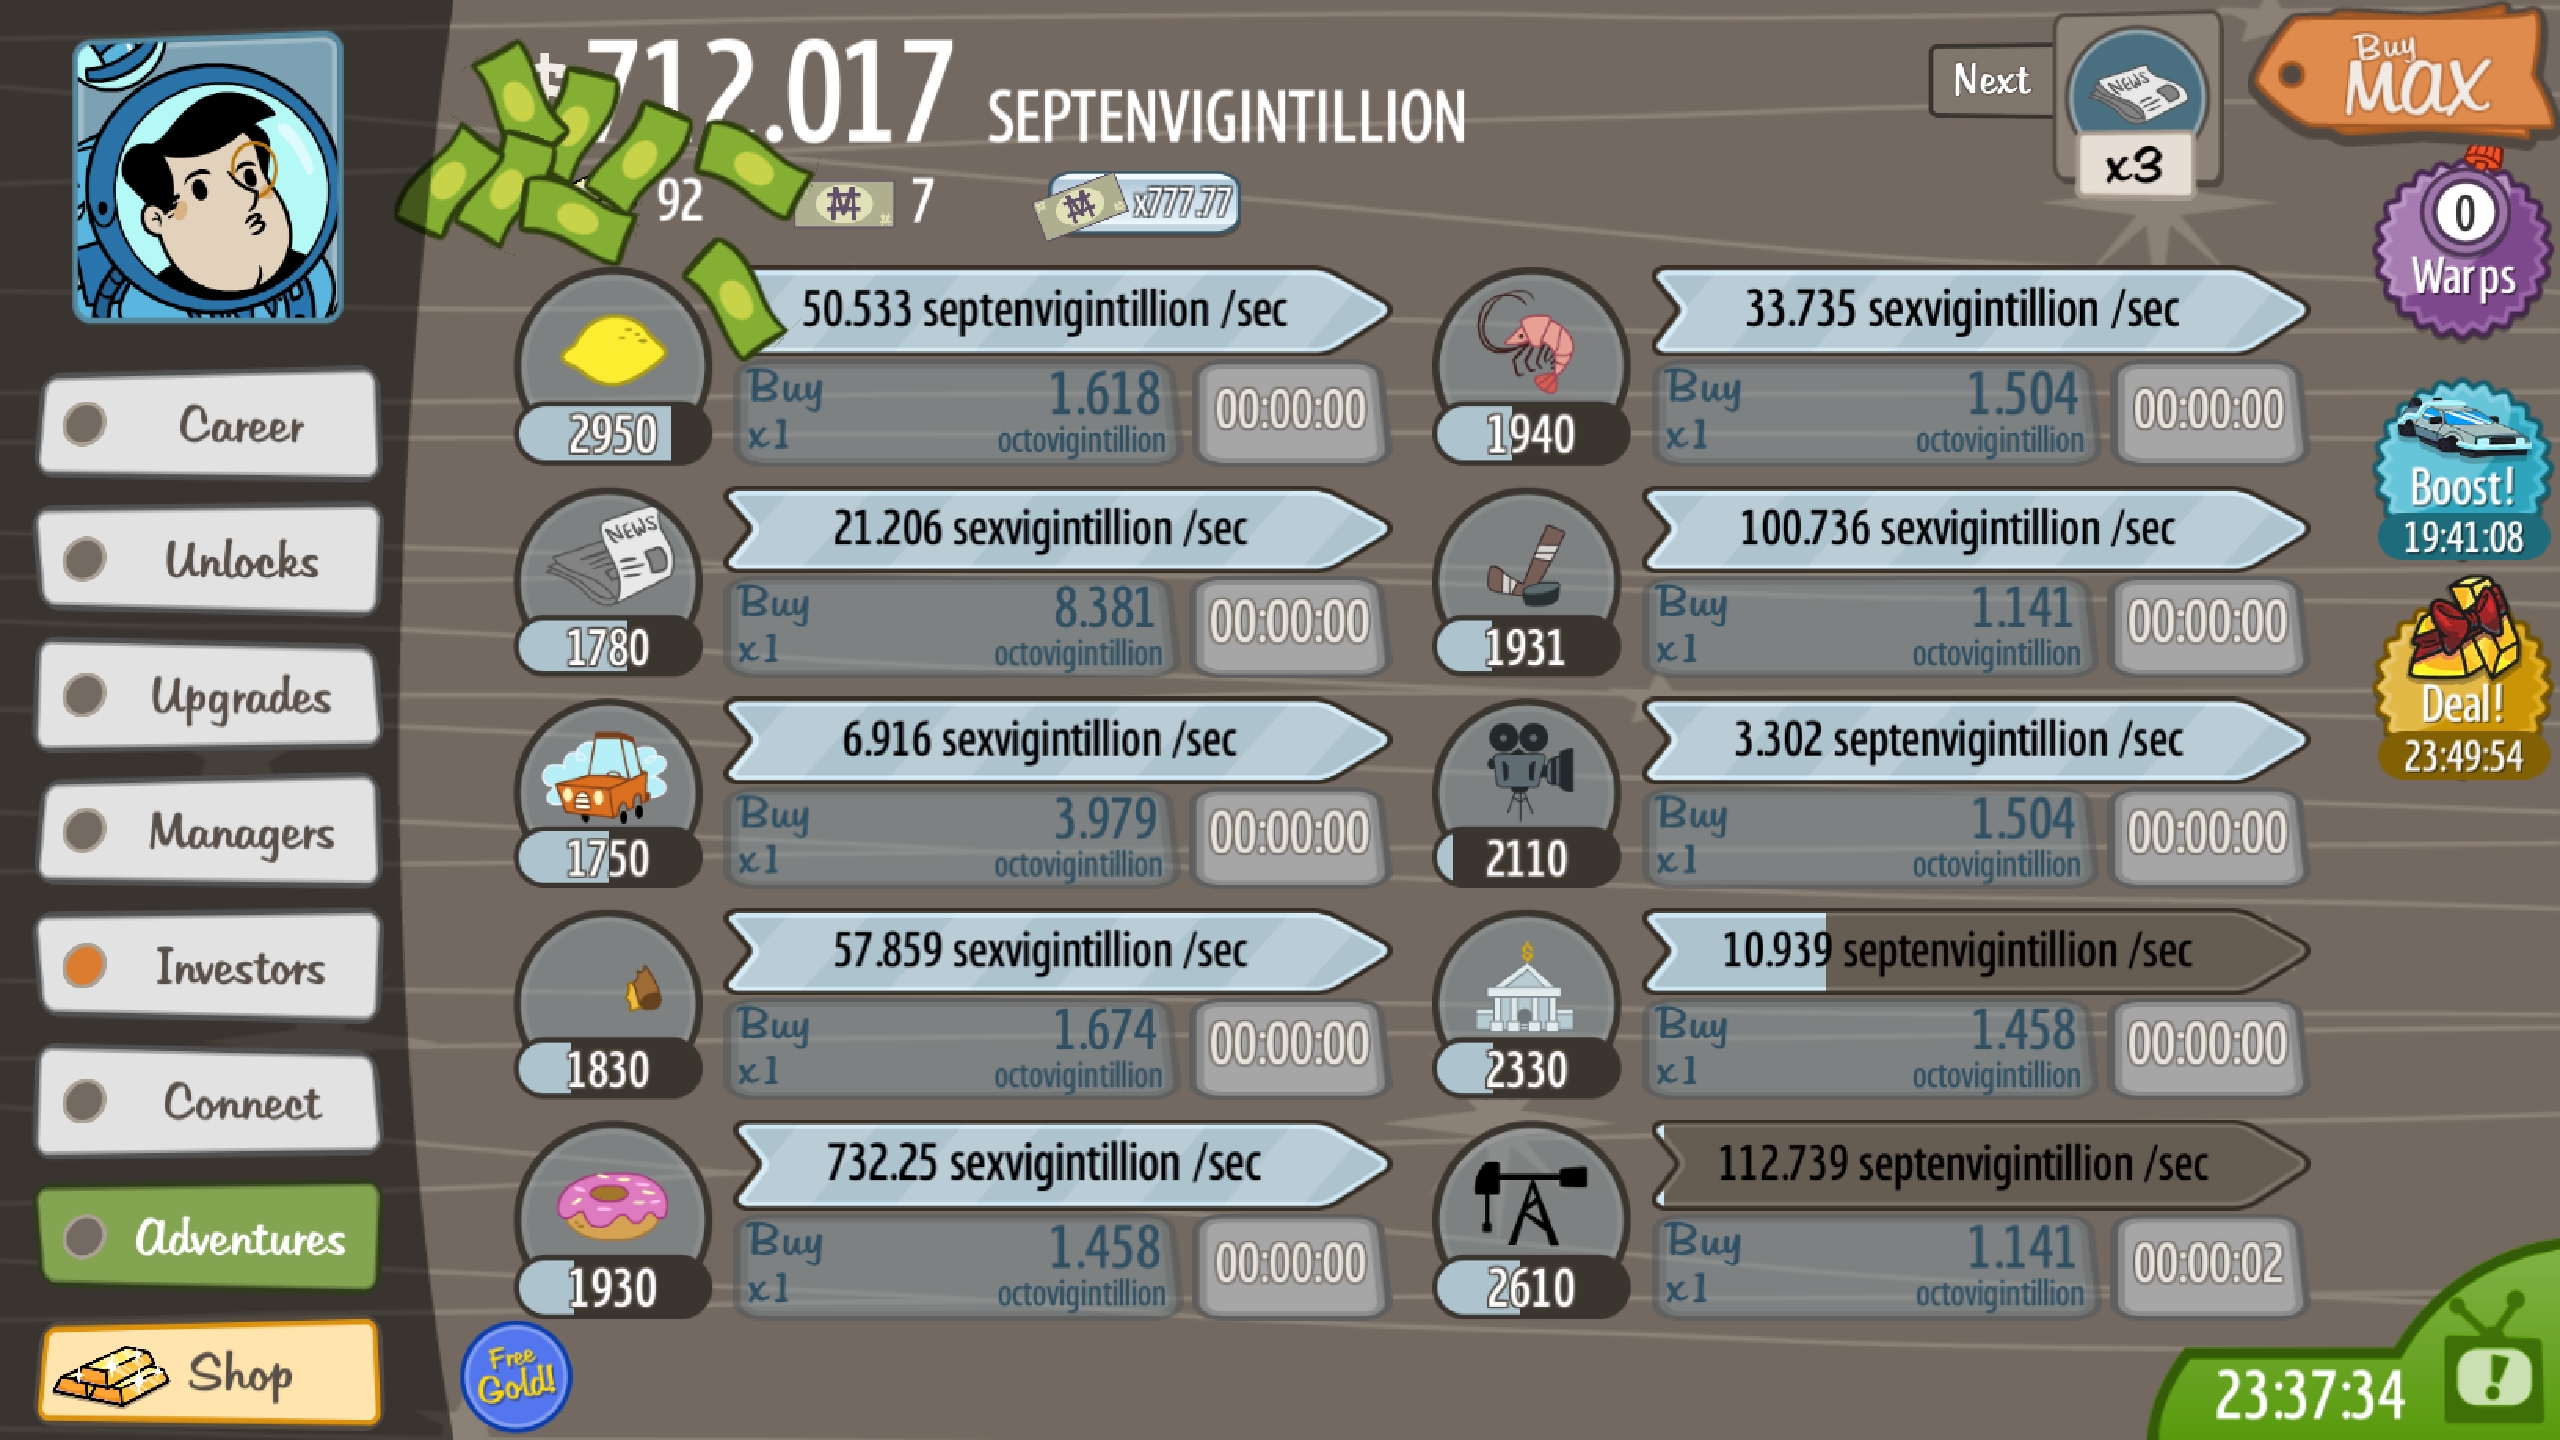 712.017 SEPTENVIGINTILLION
92
7
x777.77
Next
NEWS
x3
Buy
MAX
0
Warps
Boost!
19:41:08
Deal!
23:49:54
Career
Unlocks
Upgrades
Managers
Investors
Connect
Adventures
Shop
50.533 septenvigintillion /sec
2950
Buy
x1
1.618
octovigintillion
00:00:00
NEWS
21.206 sexvigintillion /sec
1780
Buy
x1
8.381
octovigintillion
00:00:00
6.916 sexvigintillion /sec
1750
Buy
x1
3.979
octovigintillion
00:00:00
57.859 sexvigintillion /sec
1830
Buy
x1
1.674
octovigintillion
00:00:00
732.25 sexvigintillion /sec
1930
Buy
x1
1.458
octovigintillion
00:00:00
33.735 sexvigintillion /sec
1940
Buy
x1
1.504
octovigintillion
00:00:00
100.736 sexvigintillion /sec
1931
Buy
x1
1.141
octovigintillion
00:00:00
3.302 septenvigintillion /sec
2110
Buy
x1
1.504
octovigintillion
00:00:00
$
10.939 septenvigintillion /sec
2330
Buy
x1
1.458
octovigintillion
00:00:00
112.739 septenvigintillion /sec
2610
Buy
x1
1.141
octovigintillion
00:00:02
Free
Gold!
23:37:34
!